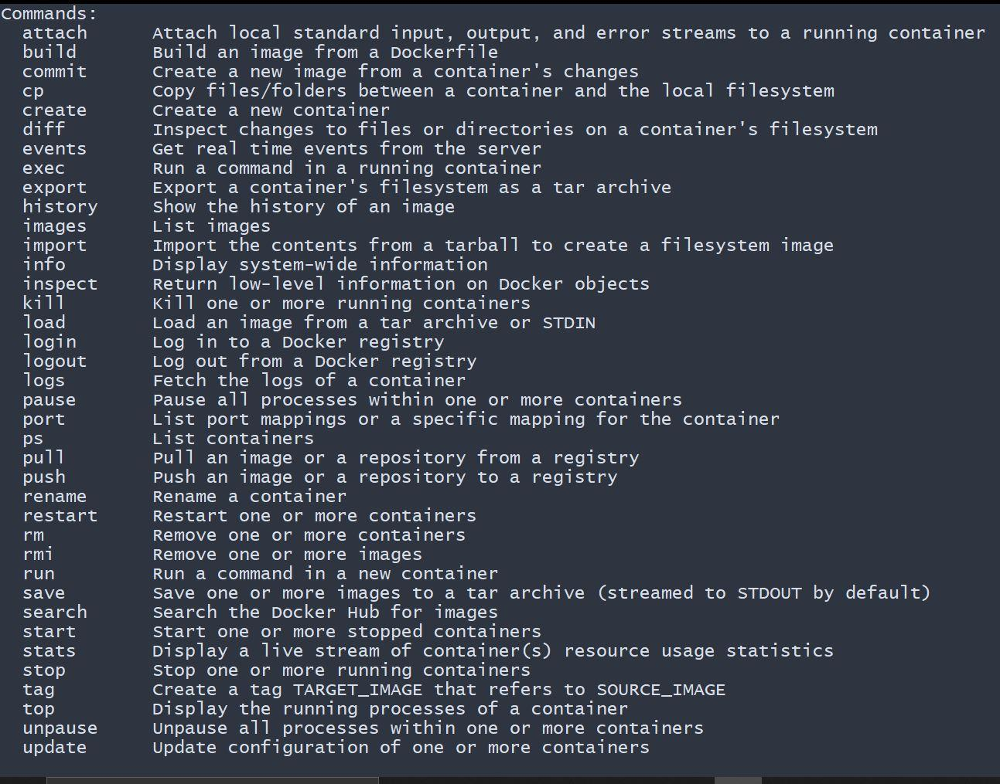 Commands:
  attach      Attach local standard input, output, and error streams to a running container
  build       Build an image from a Dockerfile
  commit      Create a new image from a container's changes
  cp          Copy files/folders between a container and the local filesystem
  create      Create a new container
  diff        Inspect changes to files or directories on a container's filesystem
  events      Get real time events from the server
  exec        Run a command in a running container
  export      Export a container's filesystem as a tar archive
  history     Show the history of an image
  images      List images
  import      Import the contents from a tarball to create a filesystem image
  info        Display system-wide information
  inspect     Return low-level information on Docker objects
  kill        Kill one or more running containers
  load        Load an image from a tar archive or STDIN
  login       Log in to a Docker registry
  logout      Log out from a Docker registry
  logs        Fetch the logs of a container
  pause       Pause all processes within one or more containers
  port        List port mappings or a specific mapping for the container
  ps          List containers
  pull        Pull an image or a repository from a registry
  push        Push an image or a repository to a registry
  rename      Rename a container
  restart     Restart one or more containers
  rm          Remove one or more containers
  rmi         Remove one or more images
  run         Run a command in a new container
  save        Save one or more images to a tar archive (streamed to STDOUT by default)
  search      Search the Docker Hub for images
  start       Start one or more stopped containers
  stats       Display a live stream of container(s) resource usage statistics
  stop        Stop one or more running containers
  tag         Create a tag TARGET_IMAGE that refers to SOURCE_IMAGE
  top         Display the running processes of a container
  unpause     Unpause all processes within one or more containers
  update      Update configuration of one or more containers